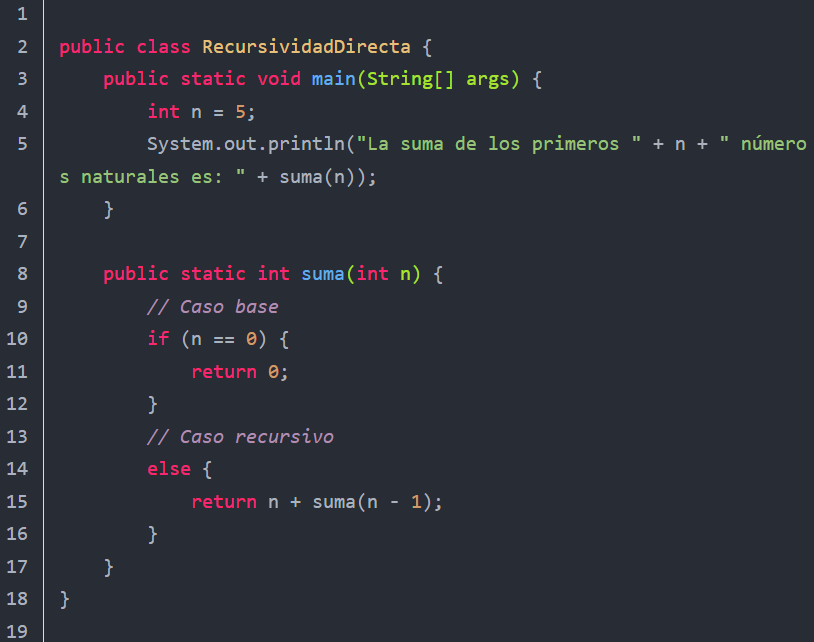 1
2 public class RecursividadDirecta {
3     public static void main(String[] args) {
4         int n = 5;
5         System.out.println("La suma de los primeros " + n + " número
s naturales es: " + suma(n));
6     }
7
8     public static int suma(int n) {
9         // Caso base
10         if (n == 0) {
11             return 0;
12         }
13         // Caso recursivo
14         else {
15             return n + suma(n - 1);
16         }
17     }
18 }
19